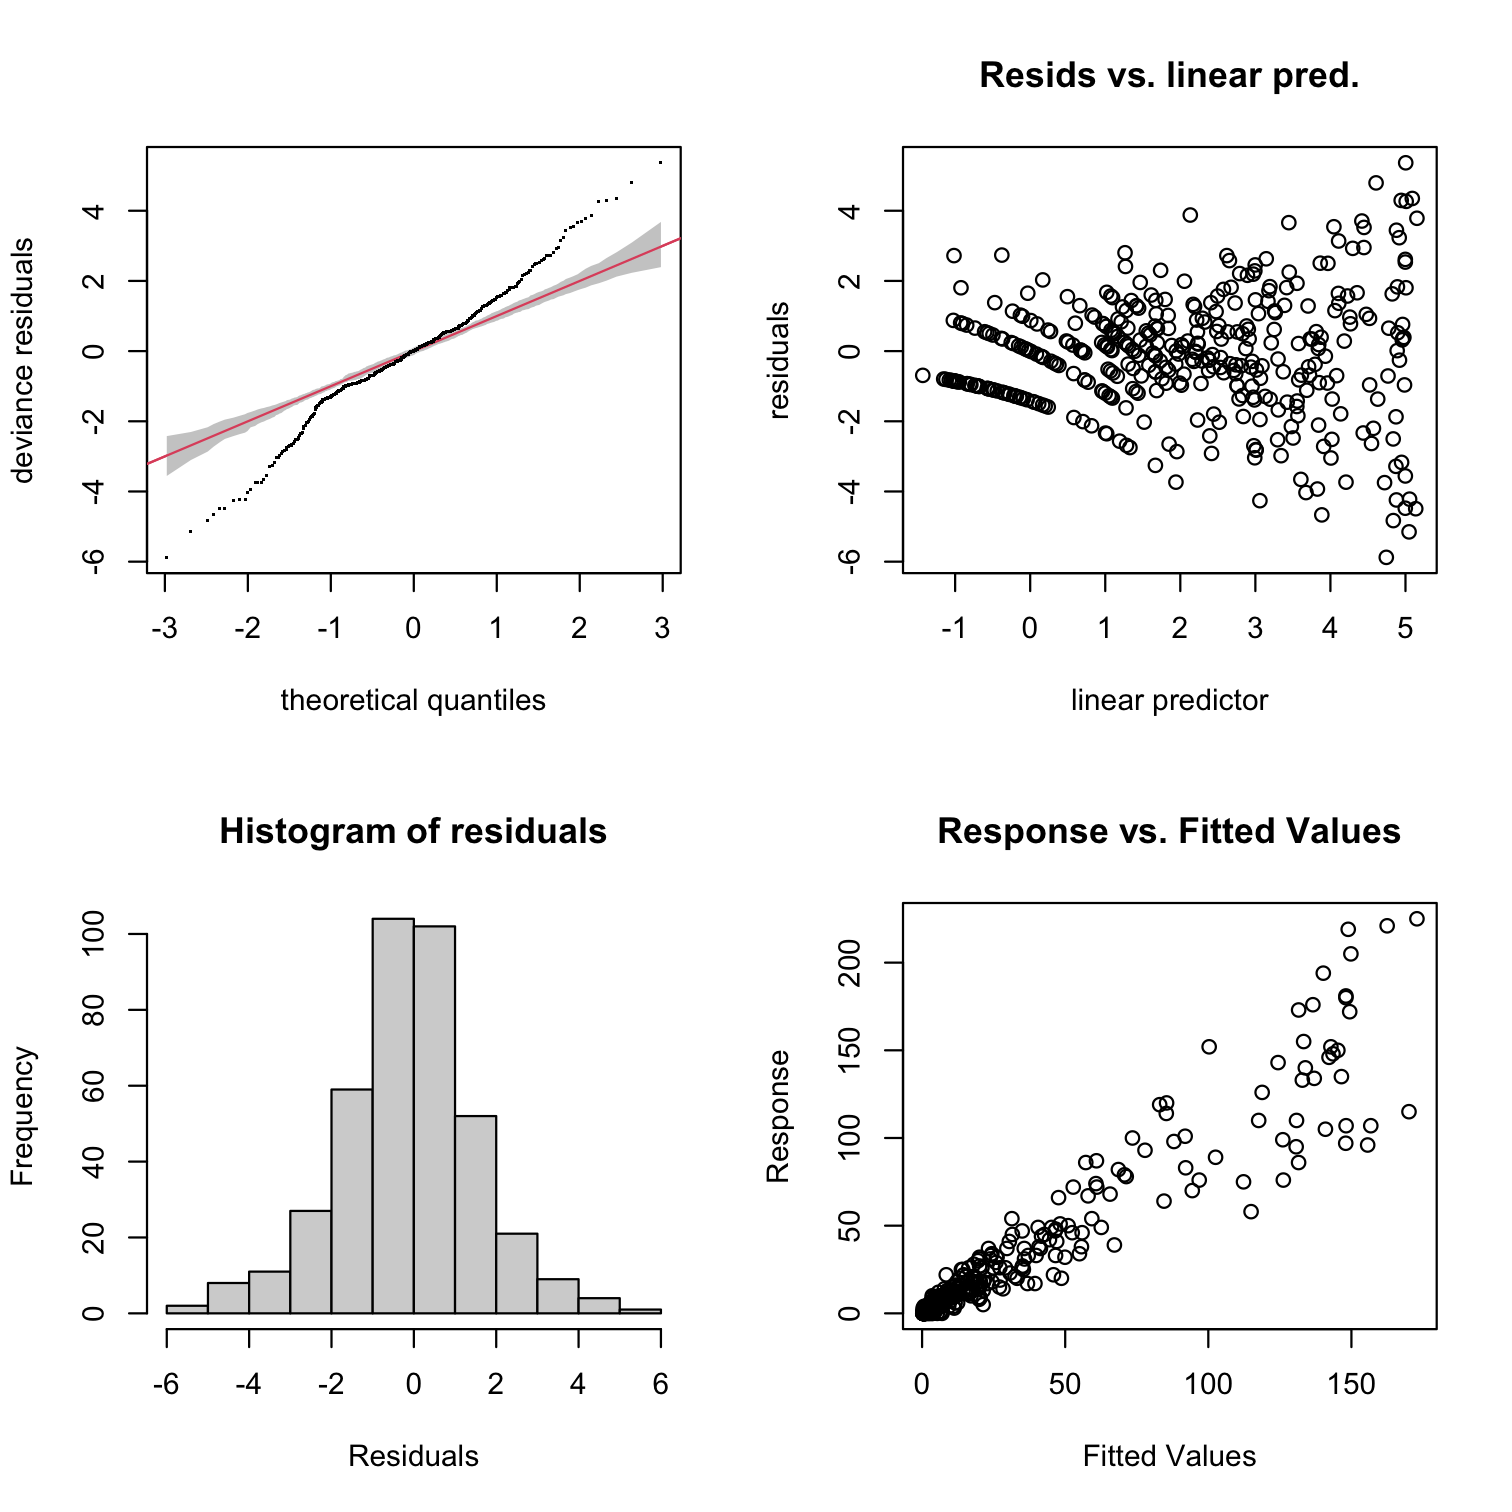 deviance residuals
4
2
0
-2
-4
-6
-3 -2 -1 0 1 2 3
theoretical quantiles
Resids vs. linear pred.
residuals
4
2
0
-2
-4
-6
-1 0 1 2 3 4 5
linear predictor
Histogram of residuals
Frequency
100
80
60
40
20
0
-6 -4 -2 0 2 4 6
Residuals
Response vs. Fitted Values
Response
200
150
100
50
0
0 50 100 150
Fitted Values